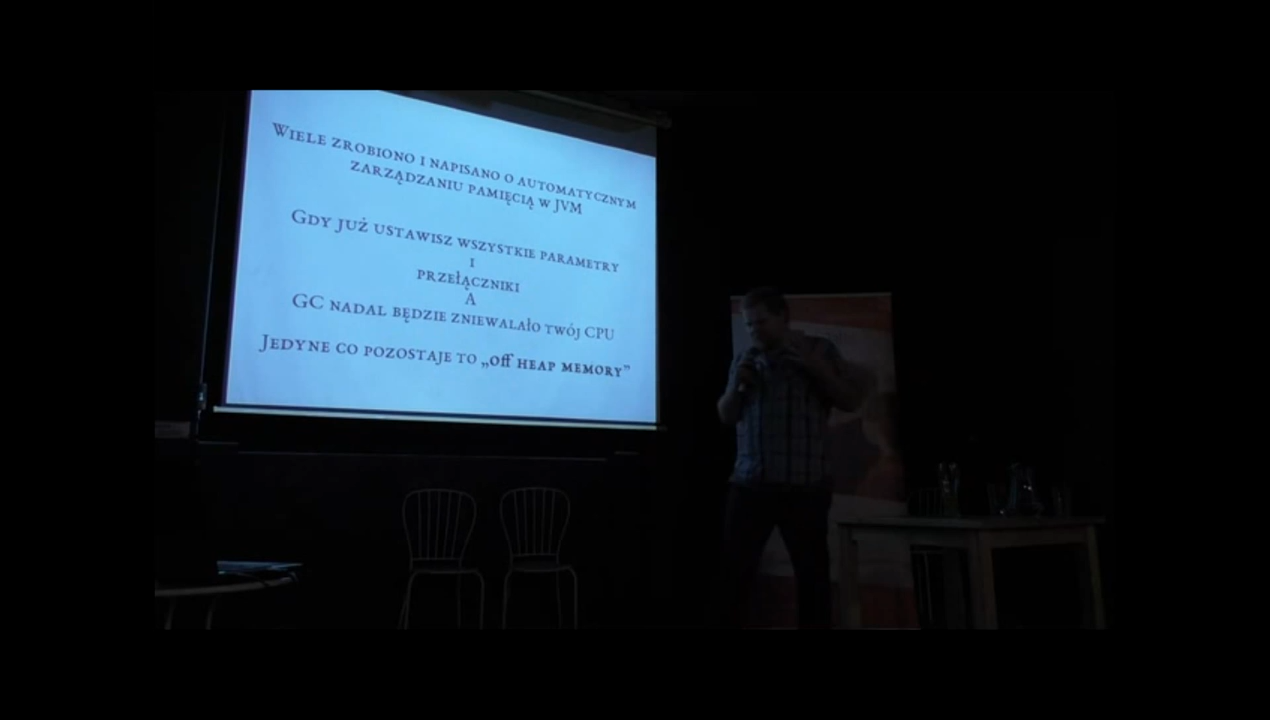 Wiele zrobiono i napisano o automatycznym
zarządzaniu pamięcią w JVM
Gdy już ustawisz wszystkie parametry
i
przełączniki
A
GC nadal będzie zniewalało twój CPU
Jedyne co pozostaje to „off heap memory”